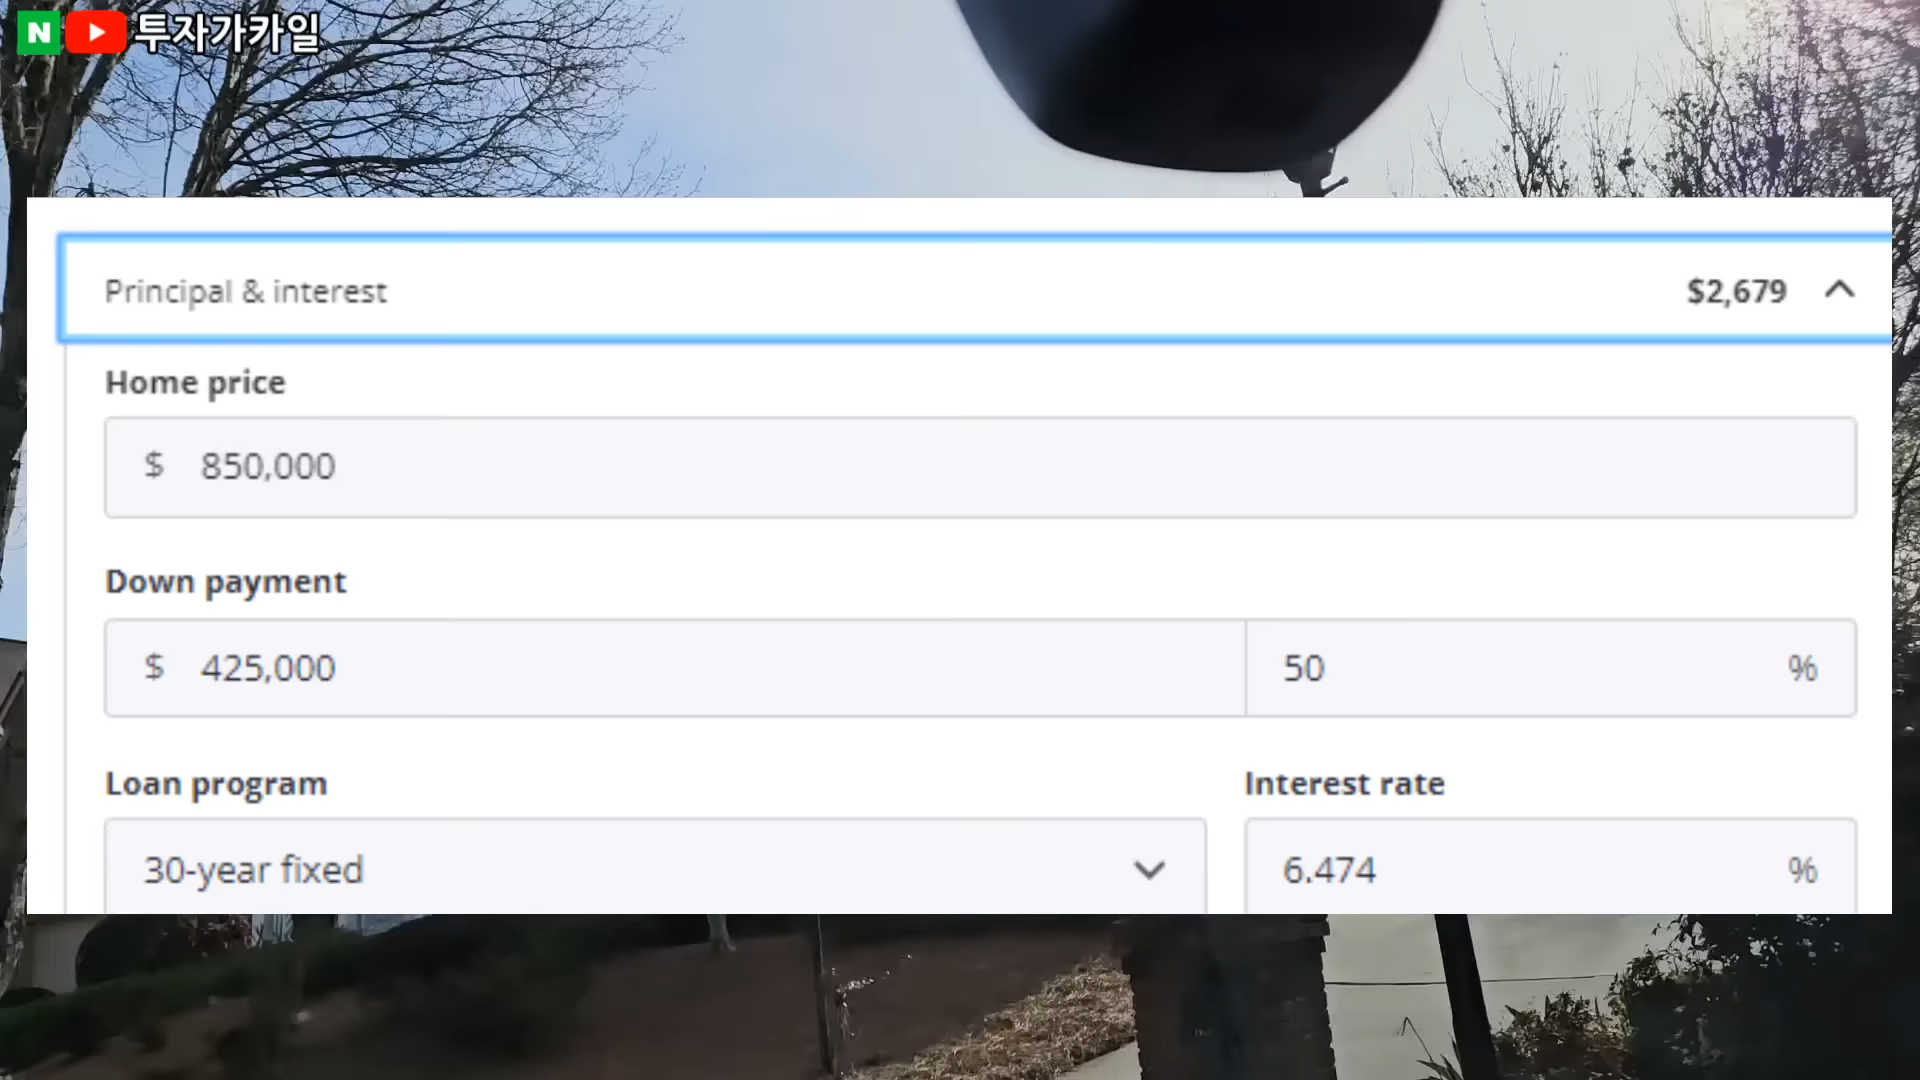 N 투자가카일
Principal & interest $2,679
Home price
$ 850,000
Down payment
$ 425,000 50 %
Loan program Interest rate
30-year fixed 6.474 %